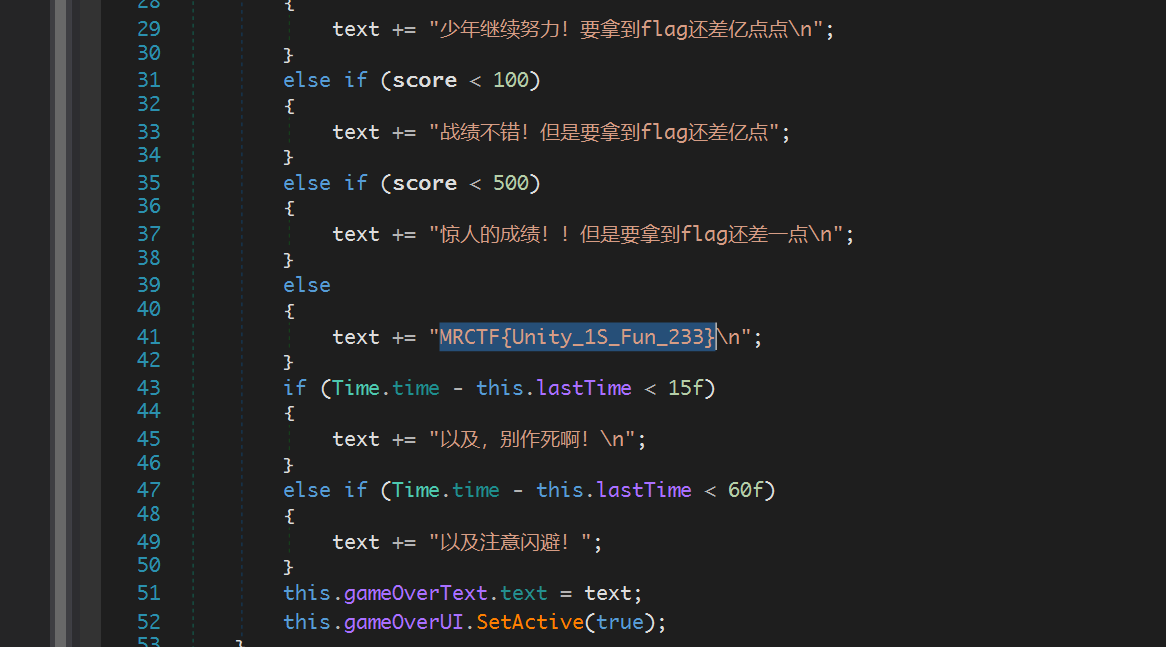 28 {
29 text += "少年继续努力！要拿到flag还差亿点点\n";
30 }
31 else if (score < 100)
32 {
33 text += "战绩不错！但是要拿到flag还差亿点";
34 }
35 else if (score < 500)
36 {
37 text += "惊人的成绩！！但是要拿到flag还差一点\n";
38 }
39 else
40 {
41 text += "MRCTF{Unity_1S_Fun_233}\n";
42 }
43 if (Time.time - this.lastTime < 15f)
44 {
45 text += "以及，别作死啊！\n";
46 }
47 else if (Time.time - this.lastTime < 60f)
48 {
49 text += "以及注意闪避！";
50 }
51 this.gameOverText.text = text;
52 this.gameOverUI.SetActive(true);
53 }